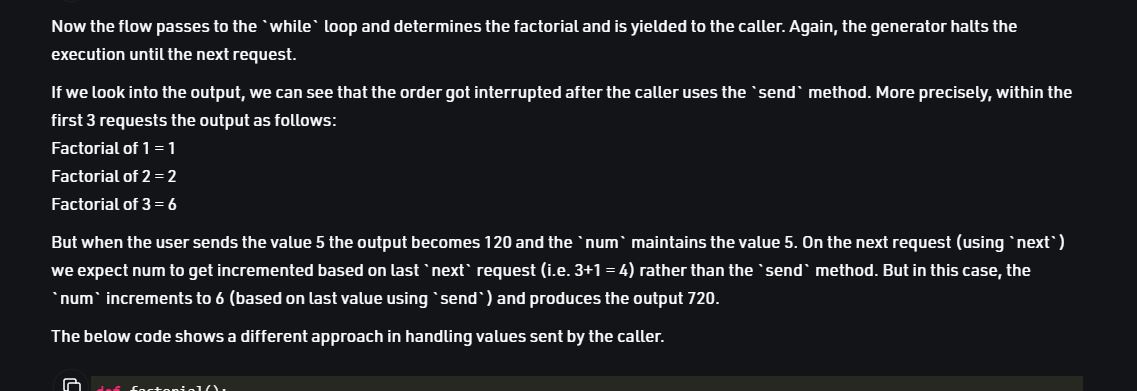 Now the flow passes to the `while` loop and determines the factorial and is yielded to the caller. Again, the generator halts the
execution until the next request.
If we look into the output, we can see that the order got interrupted after the caller uses the `send` method. More precisely, within the
first 3 requests the output as follows:
Factorial of 1 = 1
Factorial of 2 = 2
Factorial of 3 = 6
But when the user sends the value 5 the output becomes 120 and the `num` maintains the value 5. On the next request (using `next`)
we expect num to get incremented based on last `next` request (i.e. 3+1 = 4) rather than the `send` method. But in this case, the
`num` increments to 6 (based on last value using `send`) and produces the output 720.
The below code shows a different approach in handling values sent by the caller.
def factorial():